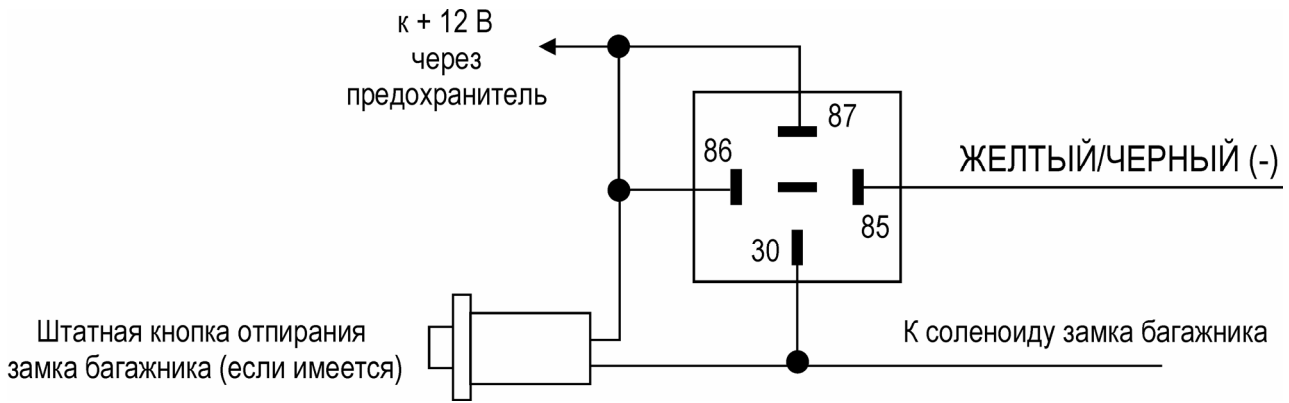 к + 12 В
через
предохранитель
87
86
ЖЕЛТЫЙ/ЧЕРНЫЙ (-)
85
30
Штатная кнопка отпирания
замка багажника (если имеется)
К соленоиду замка багажника